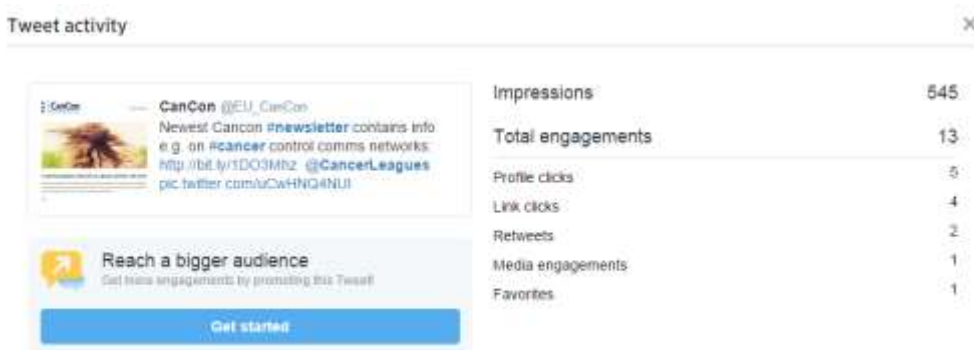 Tweet activity
CanCon
CanCon @EU_CanCon
Newest Cancon #newsletter contains info
e.g. on #cancer control comms networks:
http://bit.ly/1DO3Mhz @CancerLeagues
pic.twitter.com/uCwHNQ4NUI
Reach a bigger audience
Get more engagements by promoting this Tweet!
Get started
Impressions 545
Total engagements 13
Profile clicks 5
Link clicks 4
Retweets 2
Media engagements 1
Favorites 1